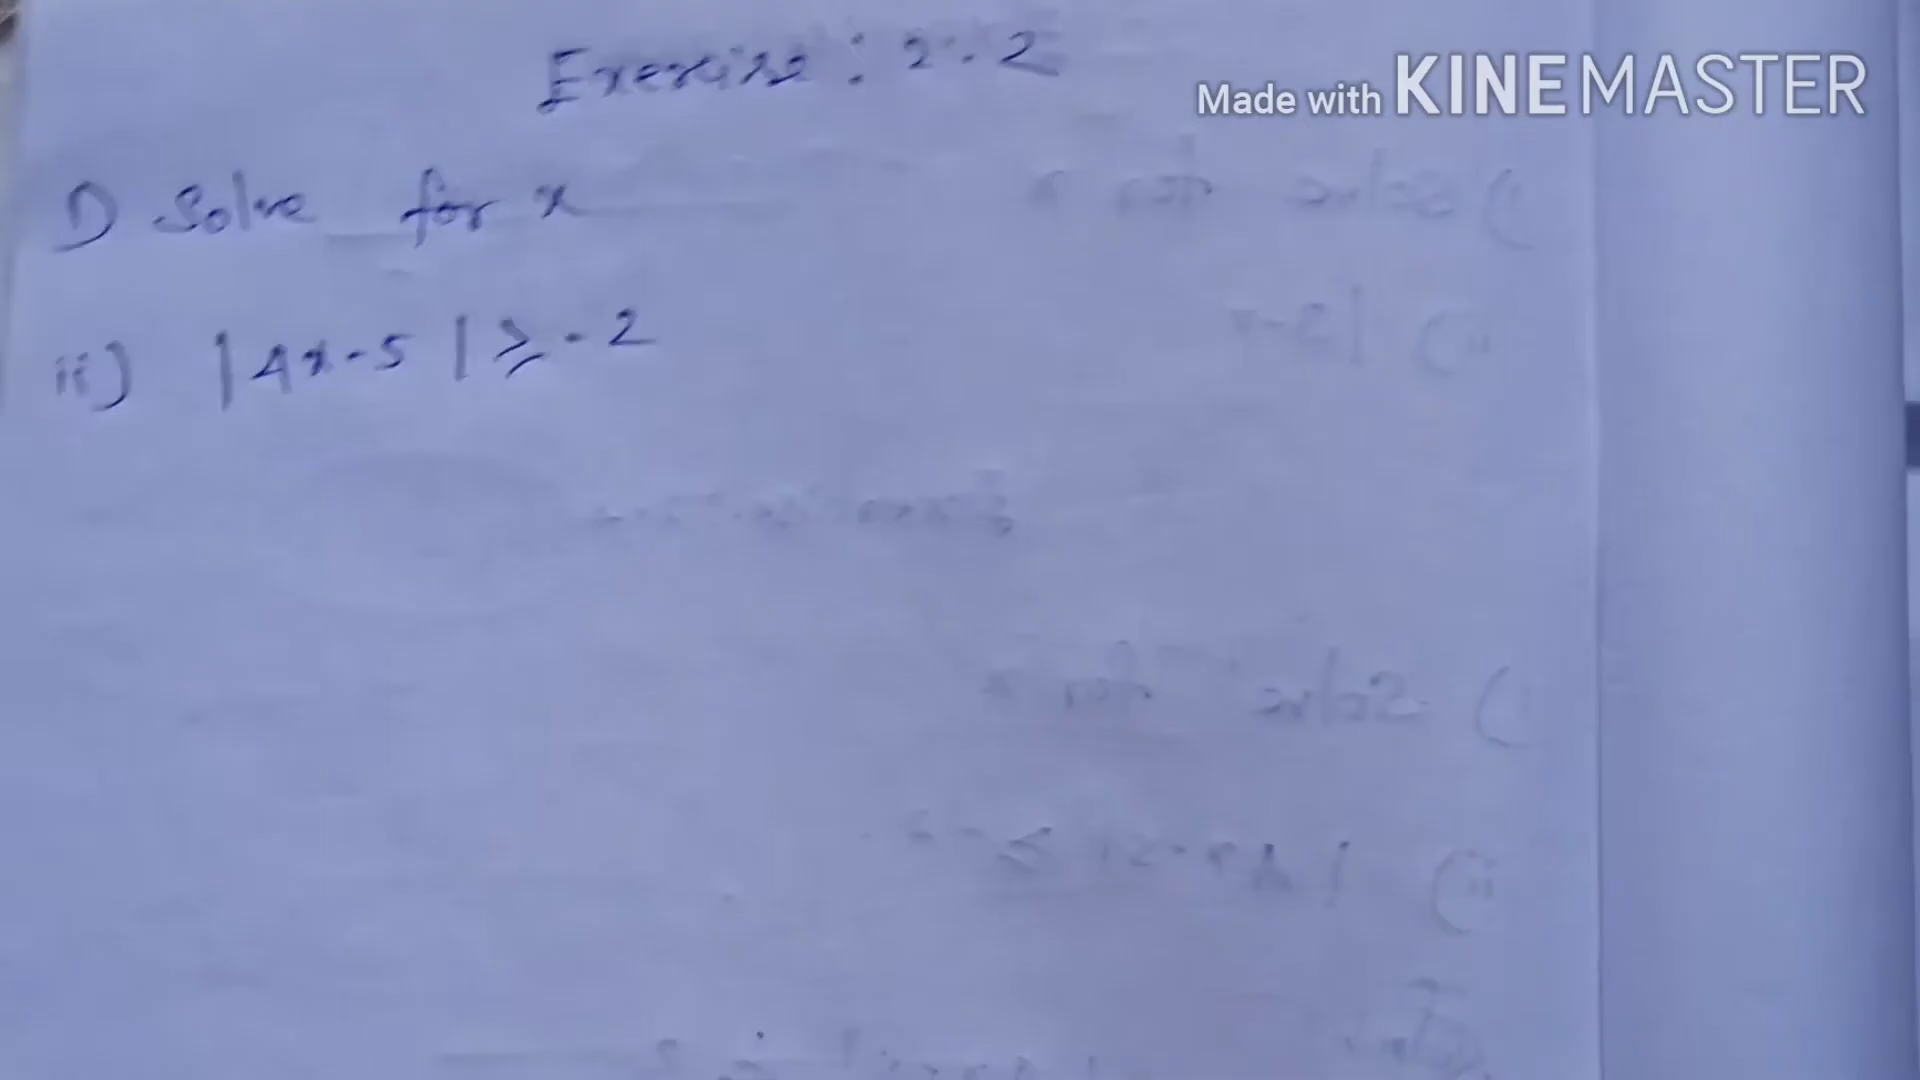 Exercise: 2.2
Made with KINEMASTER
1) Solve for x
ii) |4x-5| ≥ -2